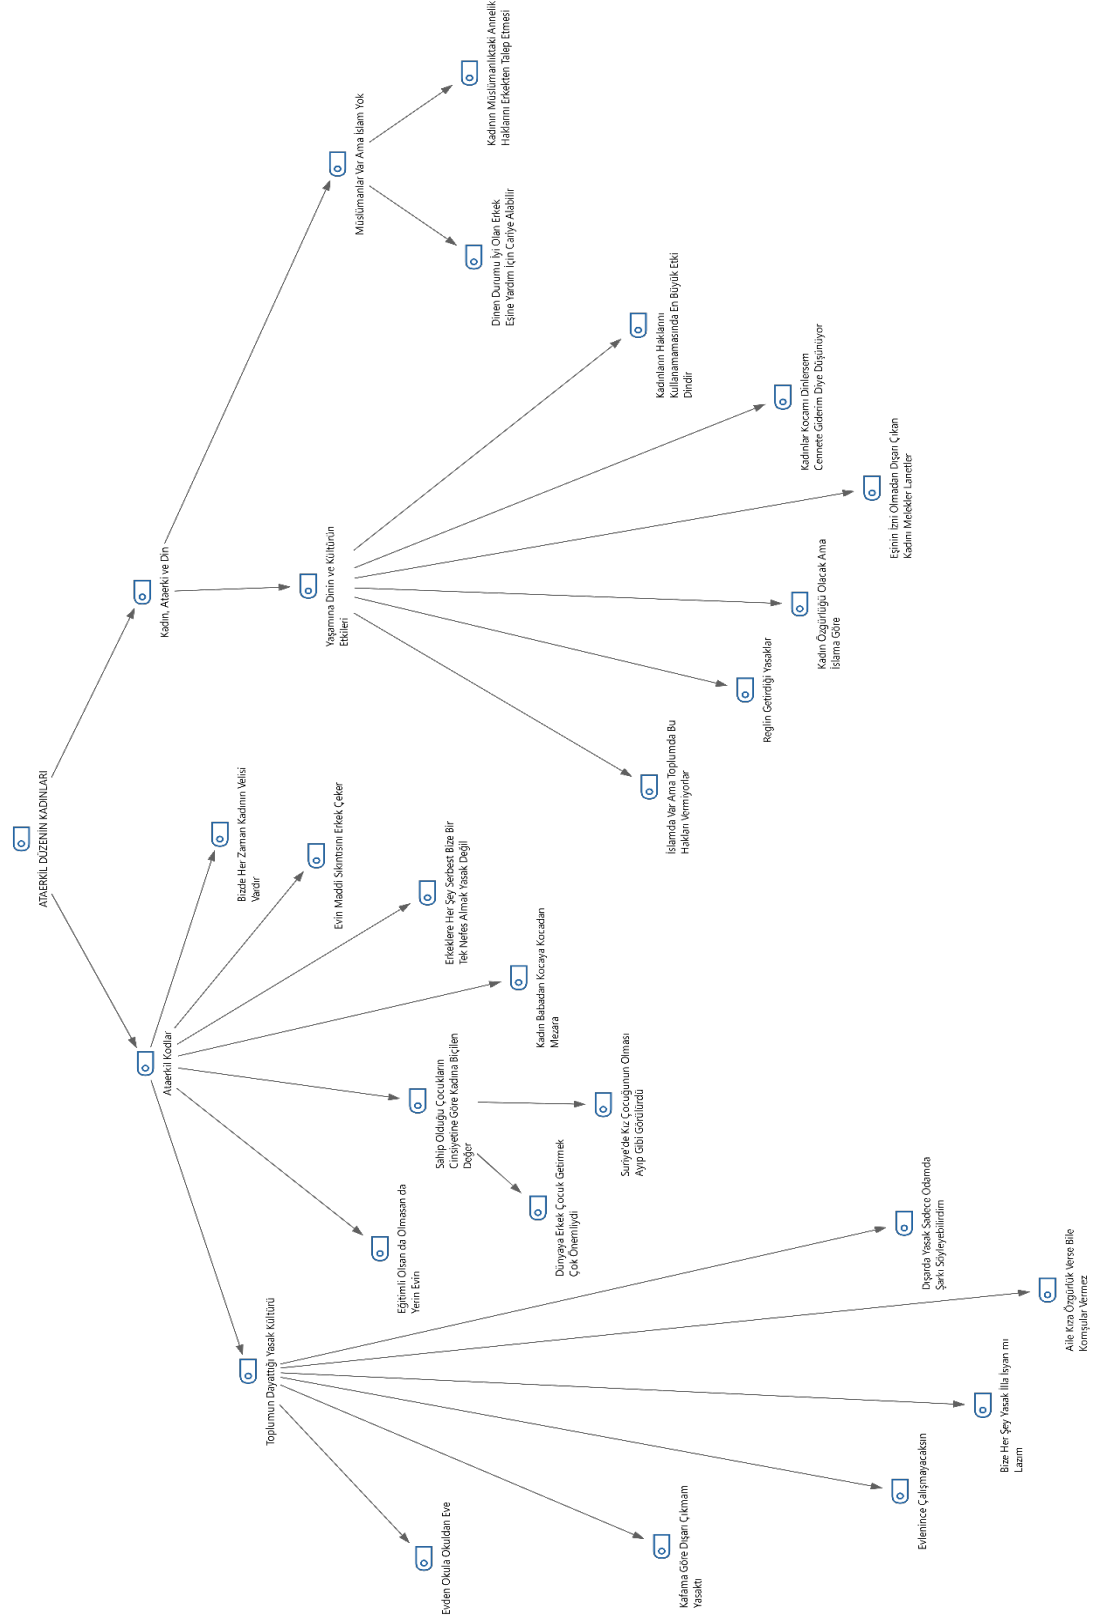 ATAERKİL DÜZENİN KADINLARI
Ataerkil Kodlar
Toplumun Dayattığı Yasak Kültürü
Evden Okula Okuldan Eve
Kafama Göre Dışarı Çıkmam
Yasaktı
Evlenince Çalışmayacaksın
Bize Her Şey Yasak İlla İsyan mı
Lazım
Aile Kıza Özgürlük Verse Bile
Komşular Vermez
Dışarda Yasak Sadece Odamda
Şarkı Söyleyebilirdim
Eğitimli Olsan da Olmasan da
Yerin Evin
Sahip Olduğu Çocukların
Cinsiyetine Göre Kadına Biçilen
Değer
Dünyaya Erkek Çocuk Getirmek
Çok Önemliydi
Suriye'de Kız Çocuğunun Olması
Ayıp Gibi Görülürdü
Kadın Babadan Kocaya Kocadan
Mezara
Erkeklere Her Şey Serbest Bize Bir
Tek Nefes Almak Yasak Değil
Evin Maddi Sıkıntısını Erkek Çeker
Bizde Her Zaman Kadının Velisi
Vardır
Kadın, Ataerki ve Din
Yaşamına Dinin ve Kültürün
Etkileri
İslamda Var Ama Toplumda Bu
Hakları Vermiyorlar
Reglin Getirdiği Yasaklar
Kadın Özgürlüğü Olacak Ama
İslama Göre
Eşinin İzni Olmadan Dışarı Çıkan
Kadını Melekler Lanetler
Kadınlar Kocamı Dinlersem
Cennete Giderim Diye Düşünüyor
Kadınların Haklarını
Kullanamamasında En Büyük Etki
Dindir
Müslümanlar Var Ama İslam Yok
Dinen Durumu İyi Olan Erkek
Eşine Yardım İçin Cariye Alabilir
Kadının Müslümanlıktaki Annelik
Haklarını Erkekten Talep Etmesi